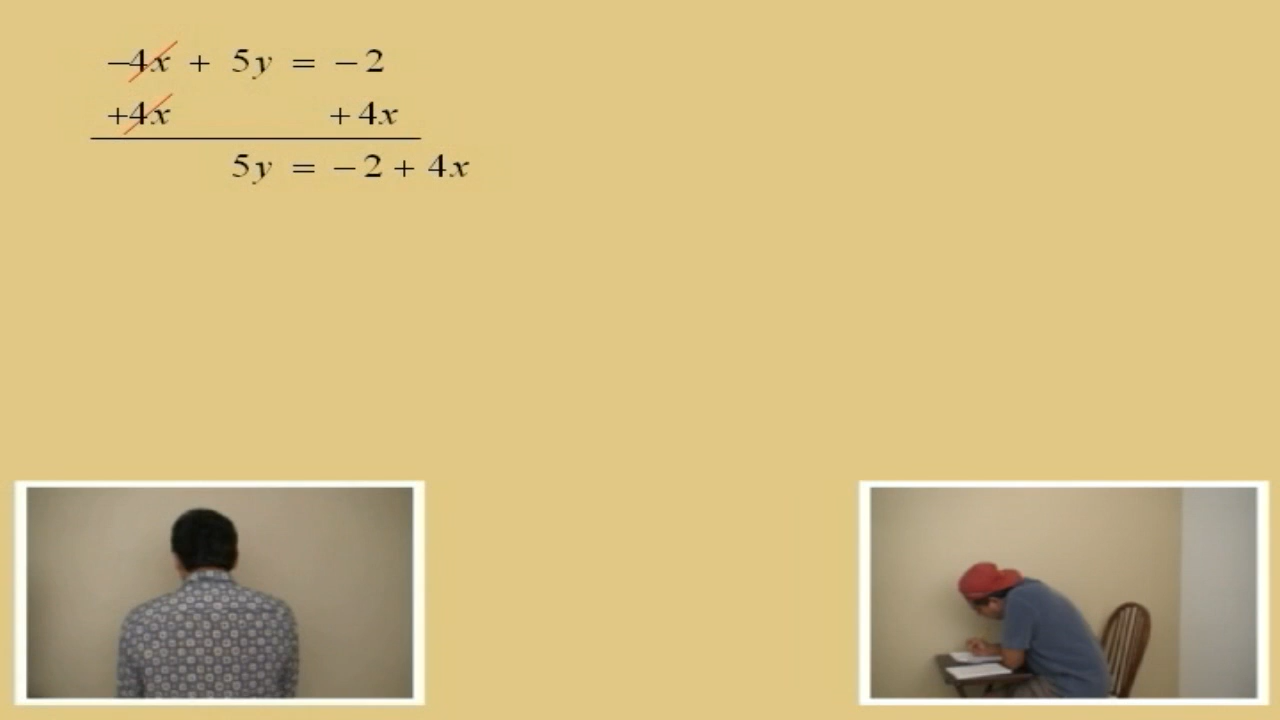 −4x + 5y = −2
+4x + 4x
5y = −2 + 4x